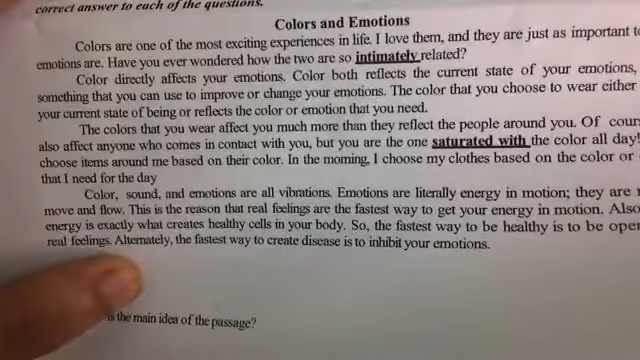 correct answer to each of the questions.
Colors and Emotions
Colors are one of the most exciting experiences in life. I love them, and they are just as important
emotions are. Have you ever wondered how the two are so intimately related?
Color directly affects your emotions. Color both reflects the current state of your emotions,
something that you can use to improve or change your emotions. The color that you choose to wear either
your current state of being or reflects the color or emotion that you need.
The colors that you wear affect you much more than they reflect the people around you. Of
also affect anyone who comes in contact with you, but you are the one saturated with the color all day!
choose items around me based on their color. In the morning, I choose my clothes based on the color or
that I need for the day
Color, sound, and emotions are all vibrations. Emotions are literally energy in motion; they are
move and flow. This is the reason that real feelings are the fastest way to get your energy in motion. Also
energy is exactly what creates healthy cells in your body. So, the fastest way to be healthy is to be
real feelings. Alternately, the fastest way to create disease is to inhibit your emotions.
is the main idea of the passage?